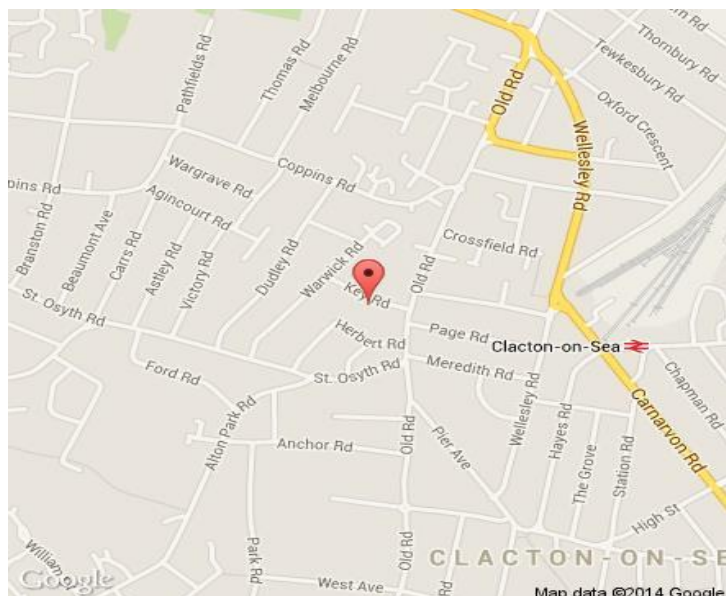 Pathfields Rd
Thomas Rd
Melbourne Rd
Old Rd
Wellesley Rd
Thornbury Rd
Tewkesbury Rd
Oxford Crescent
Wargrave Rd
Coppins Rd
Agincourt Rd
Branston Rd
Beaumont Ave
Carrs Rd
Astley Rd
Victory Rd
Dudley Rd
Warwick Rd
Crossfield Rd
Old Rd
St. Osyth Rd
Key Rd
Page Rd
Clacton-on-Sea
Herbert Rd
Meredith Rd
Ford Rd
St. Osyth Rd
Chapman Rd
Carnarvon Rd
Wellesley Rd
Hayes Rd
The Grove
Station Rd
Alton Park Rd
Anchor Rd
Old Rd
Pier Ave
High St
Park Rd
Old Rd
CLACTON-ON-SE
West Ave
Google
Map data ©2014 Google